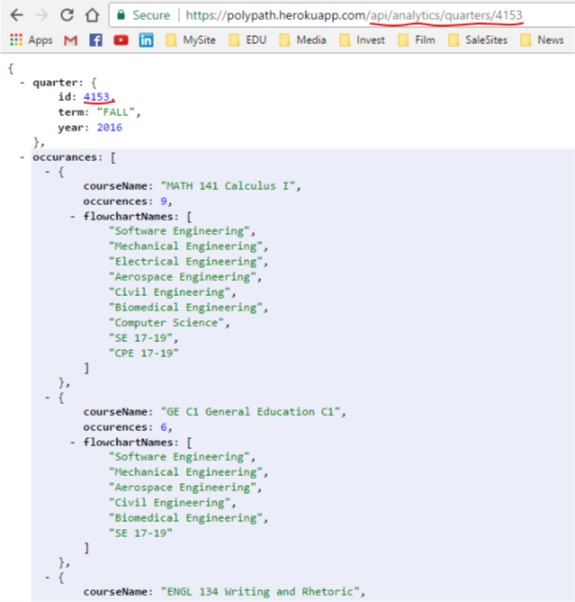 Secure | https://polypath.herokuapp.com/api/analytics/quarters/4153
Apps MySite EDU Media Invest Film SaleSites News
{
- quarter: {
id: 4153,
term: "FALL",
year: 2016
},
- occurances: [
- {
courseName: "MATH 141 Calculus I",
occurences: 9,
- flowchartNames: [
"Software Engineering",
"Mechanical Engineering",
"Electrical Engineering",
"Aerospace Engineering",
"Civil Engineering",
"Biomedical Engineering",
"Computer Science",
"SE 17-19",
"CPE 17-19"
]
},
- {
courseName: "GE C1 General Education C1",
occurences: 6,
- flowchartNames: [
"Software Engineering",
"Mechanical Engineering",
"Aerospace Engineering",
"Civil Engineering",
"Biomedical Engineering",
"SE 17-19"
]
},
- {
courseName: "ENGL 134 Writing and Rhetoric",